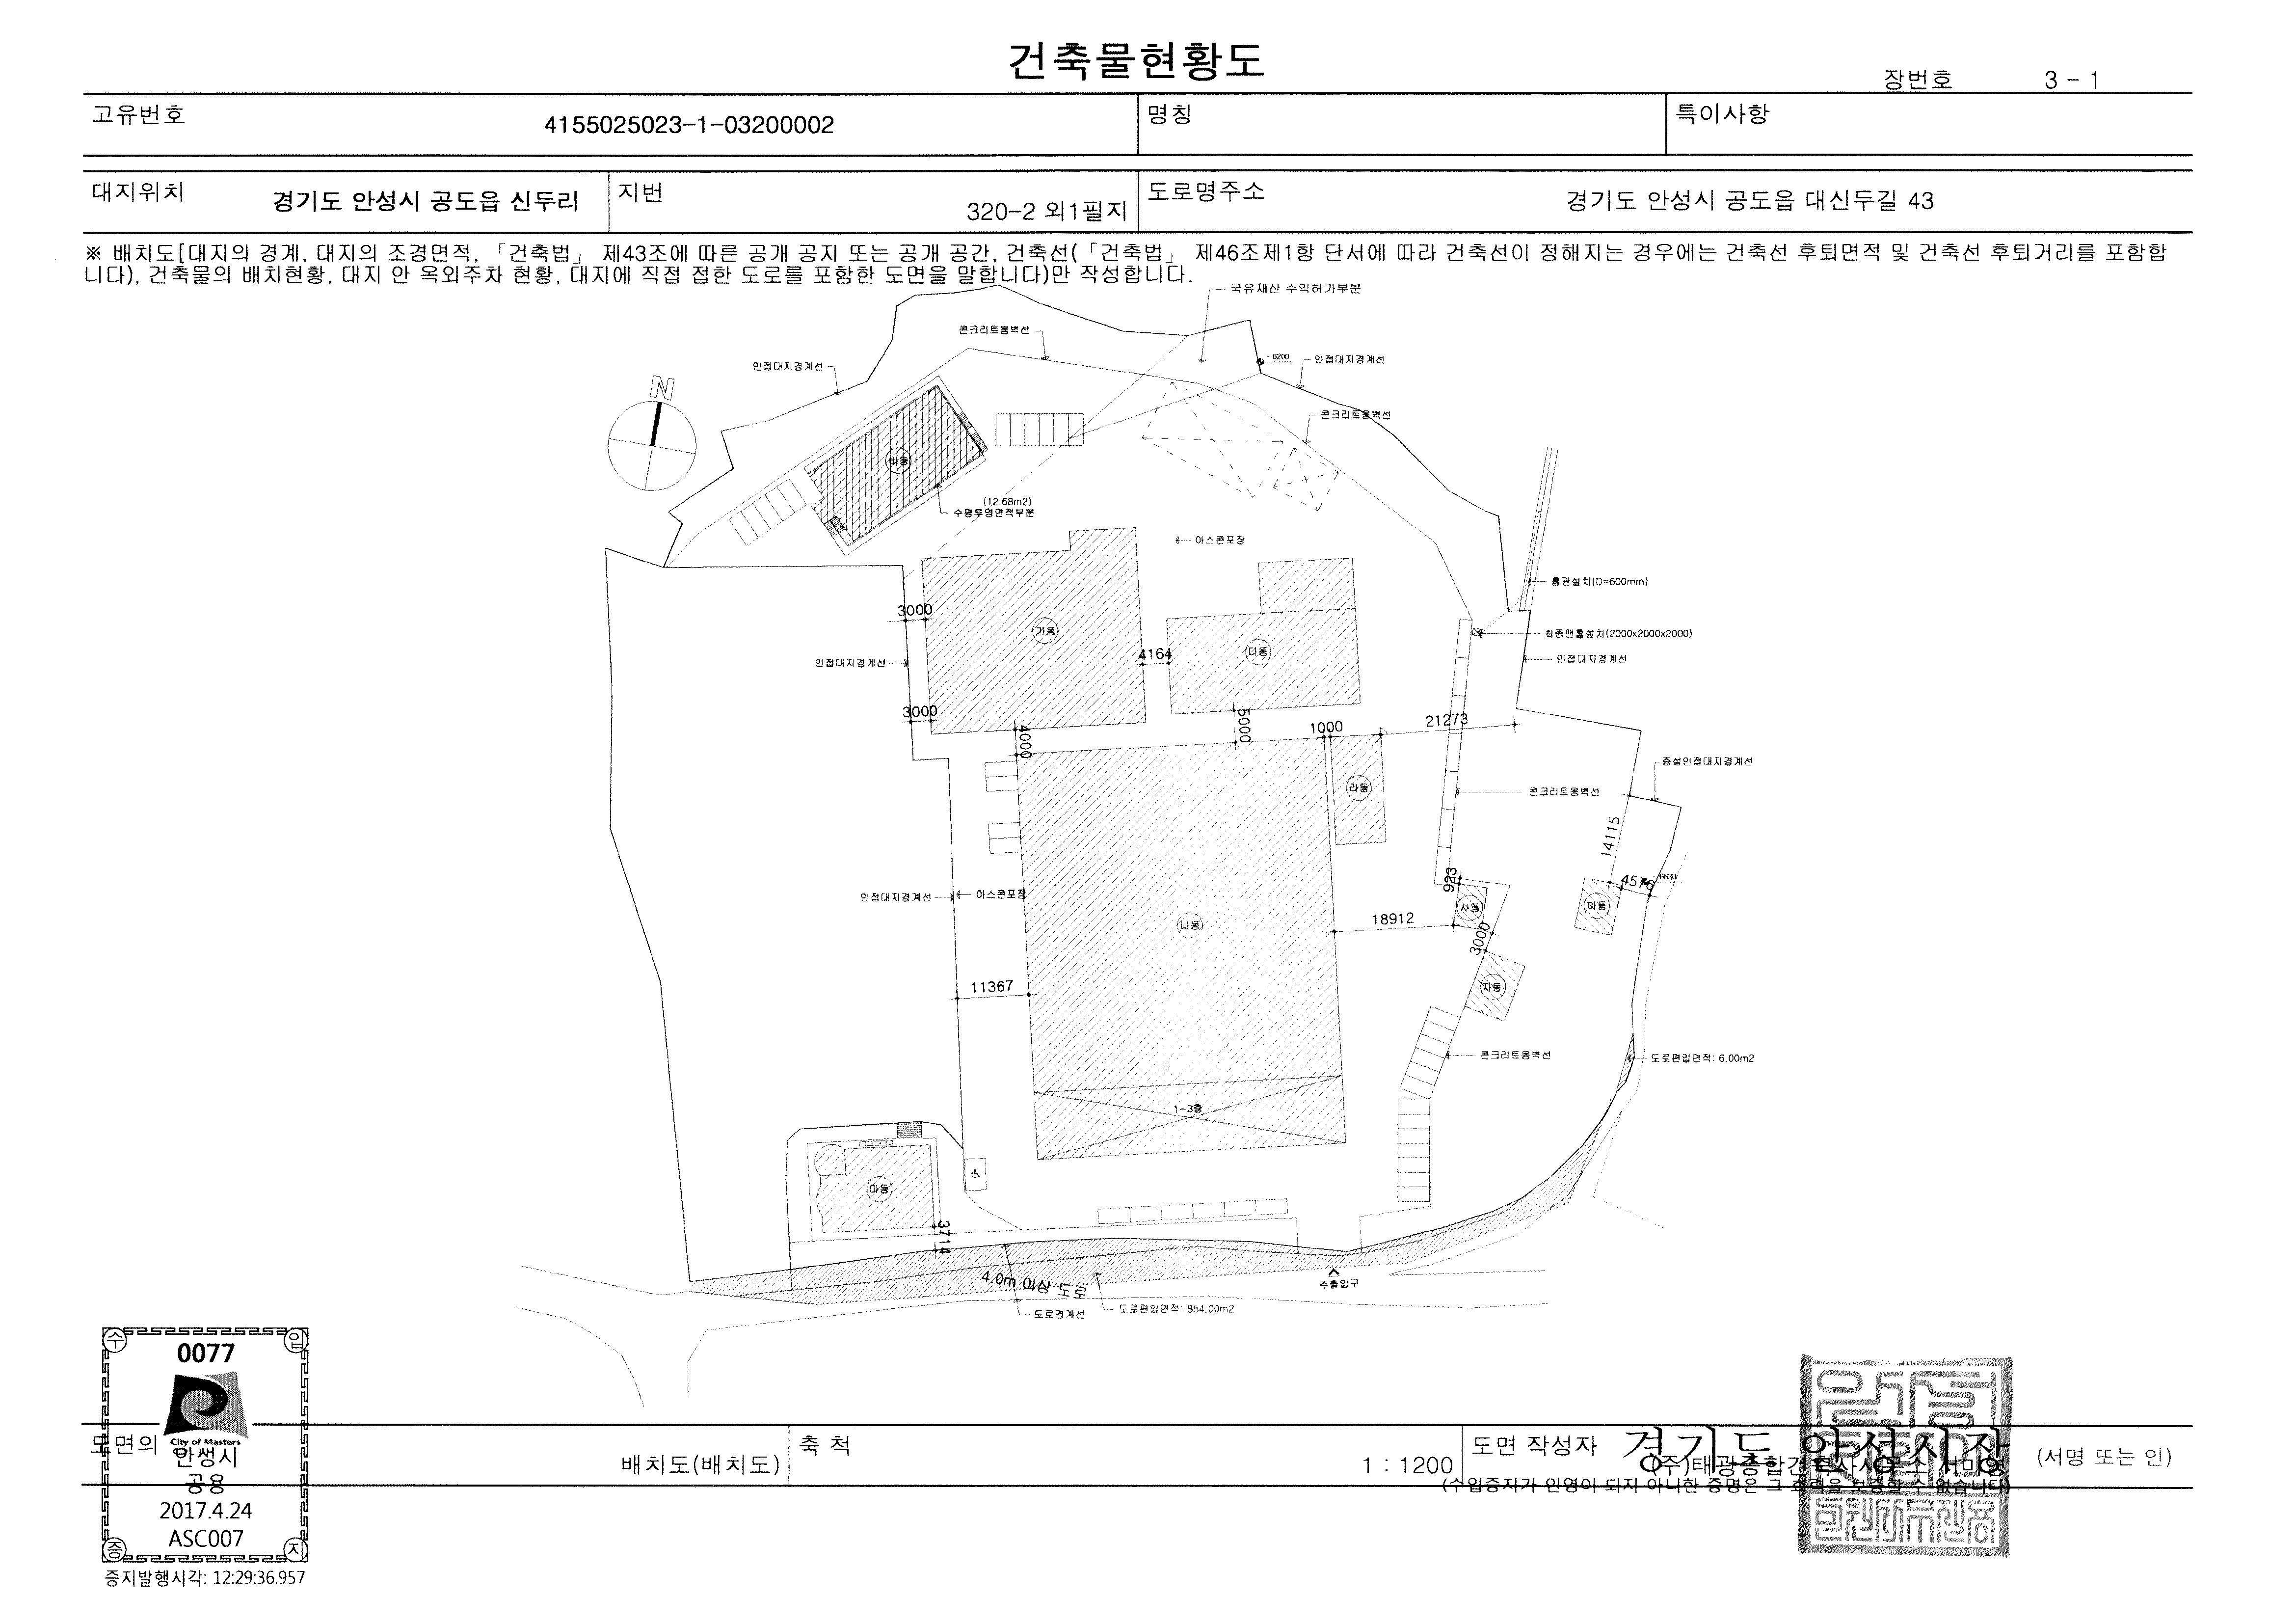 건축물현황도
장번호 3 - 1
고유번호 4155025023-1-03200002 명칭 특이사항
대지위치 경기도 안성시 공도읍 신두리 지번 320-2 외1필지 도로명주소 경기도 안성시 공도읍 대신두길 43
※ 배치도[대지의 경계, 대지의 조경면적, 「건축법」 제43조에 따른 공개 공지 또는 공개 공간, 건축선(「건축법」 제46조제1항 단서에 따라 건축선이 정해지는 경우에는 건축선 후퇴면적 및 건축선 후퇴거리를 포함합
니다), 건축물의 배치현황, 대지 안 옥외주차 현황, 대지에 직접 접한 도로를 포함한 도면을 말합니다)만 작성합니다.
국유재산 수익허가부분
콘크리트옹벽선
인접대지경계선
6200
인접대지경계선
N
콘크리트옹벽선
바동
(12.68m2)
수평투영면적부분
아스콘포장
흄관설치(D=600mm)
3000
가동
최종맨홀설치(2000x2000x2000)
다동
4164
인접대지경계선
인접대지경계선
3000
4000
5000
1000
21273
증설인접대지경계선
라동
콘크리트옹벽선
14115
923
4516
6630
인접대지경계선
아스콘포장
사동
아동
나동
18912
3000
11367
자동
콘크리트옹벽선
도로편입면적: 6.00m2
1~3층
마동
3714
4.0m 이상 도로
주출입구
도로편입면적: 854.00m2
도로경계선
수 입
0077
City of Masters
안성시
공용
2017.4.24
ASC007
증 지
증지발행시각: 12:29:36.957
면의
배치도(배치도)
축 척
1 : 1200
도면 작성자
경기도 안성시장
(주)태광종합건축사사무소 서미영
(서명 또는 인)
(수입증지가 인영이 되지 아니한 증명은 그 효력을 보증할 수 없습니다)